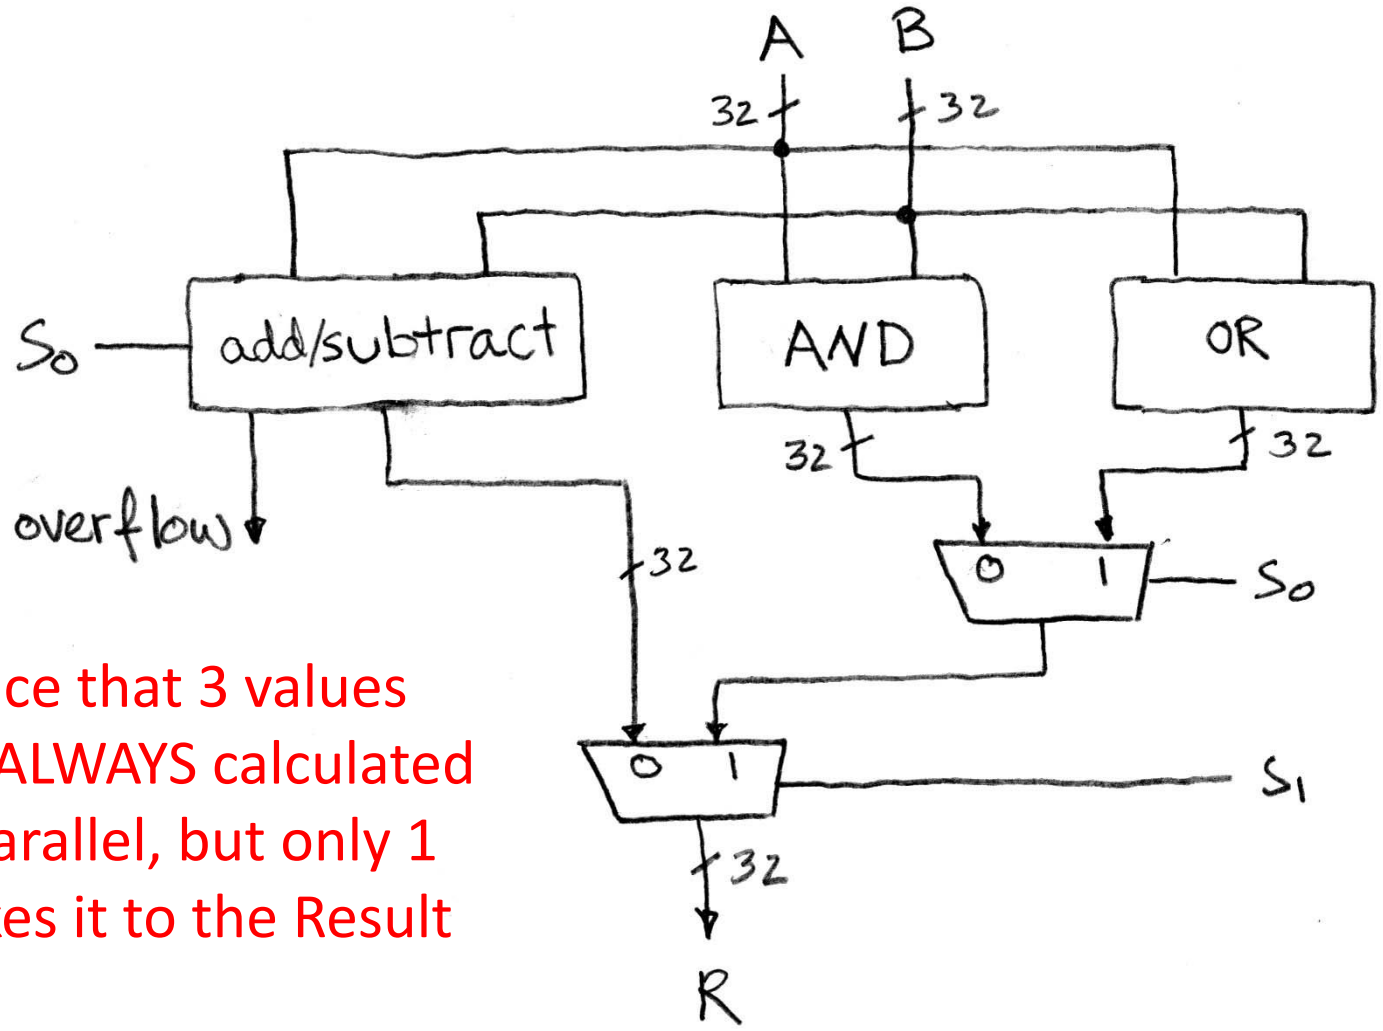 A B
32 32
S₀ add/subtract AND OR
32 32
overflow
32 0 1 S₀
ce that 3 values
ALWAYS calculated
0 1 S₁
arallel, but only 1
32
es it to the Result
R